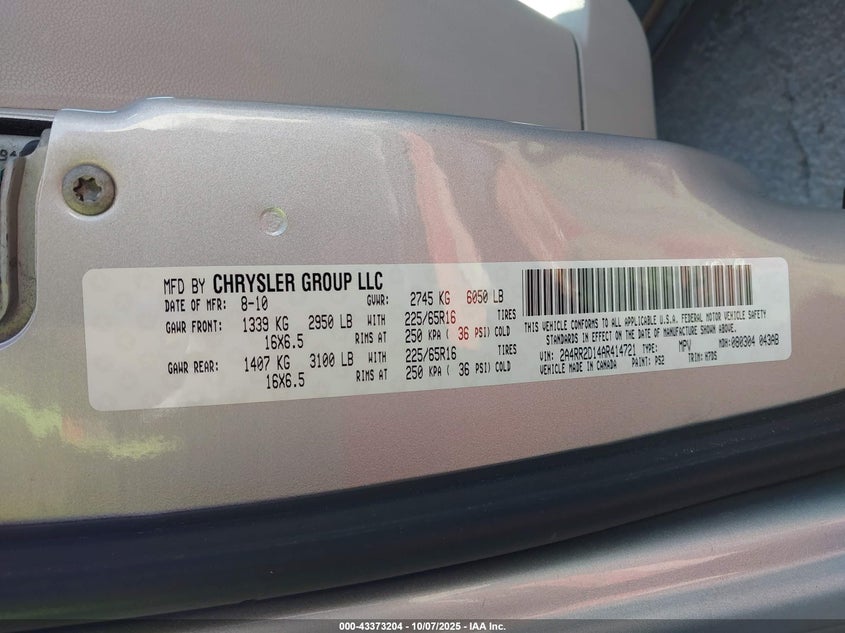 94
MFD BY CHRYSLER GROUP LLC
DATE OF MFR: 8-10 GVWR: 2745 KG 6050 LB
GAWR FRONT: 1339 KG 2950 LB WITH 225/65R16 TIRES
16X6.5 RIMS AT 250 KPA ( 36 PSI) COLD
GAWR REAR: 1407 KG 3100 LB WITH 225/65R16 TIRES
16X6.5 RIMS AT 250 KPA ( 36 PSI) COLD
THIS VEHICLE CONFORMS TO ALL APPLICABLE U.S.A. FEDERAL MOTOR VEHICLE SAFETY
STANDARDS IN EFFECT ON THE DATE OF MANUFACTURE SHOWN ABOVE.
VIN: 2A4RR2D14AR414721 TYPE: MPV MDH: 080304 043AB
VEHICLE MADE IN CANADA PAINT: PS2 TRIM: H7DS
000-43373204 - 10/07/2025 - IAA Inc.